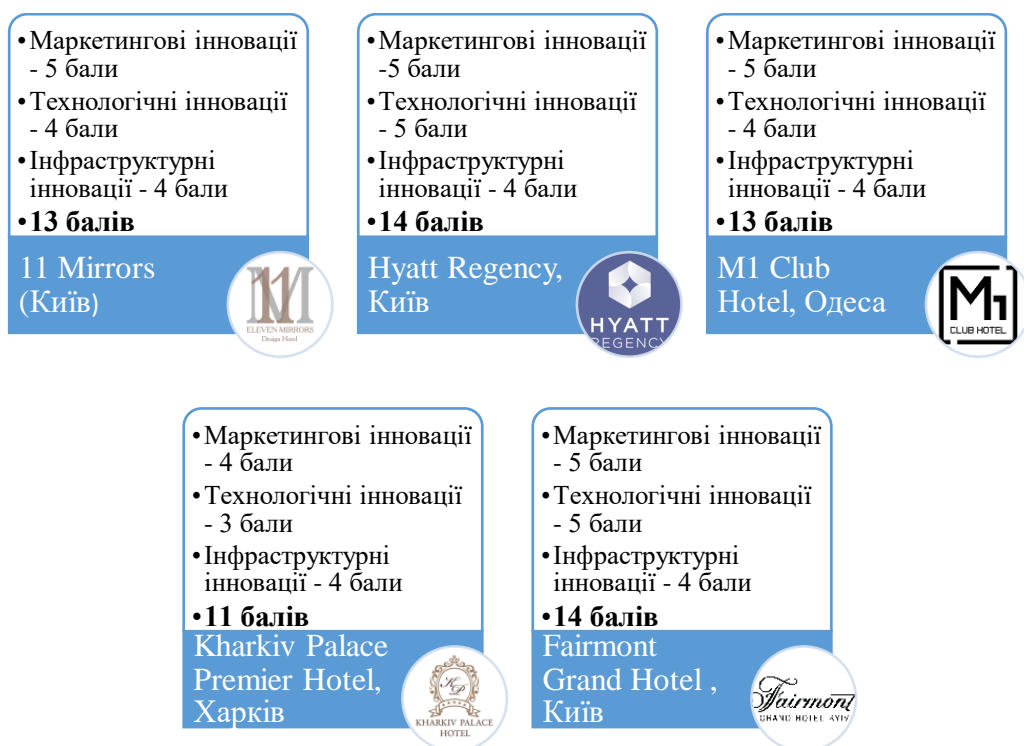 •Маркетингові інновації
- 5 бали
•Технологічні інновації
- 4 бали
•Інфраструктурні
інновації - 4 бали
•13 балів
11 Mirrors
(Київ)
11
ELEVEN MIRRORS
Design Hotel
•Маркетингові інновації
-5 бали
•Технологічні інновації
- 5 бали
•Інфраструктурні
інновації - 4 бали
•14 балів
Hyatt Regency,
Київ
HYATT
REGENCY
•Маркетингові інновації
- 5 бали
•Технологічні інновації
- 4 бали
•Інфраструктурні
інновації - 4 бали
•13 балів
M1 Club
Hotel, Одеса
M1
CLUB HOTEL
•Маркетингові інновації
- 4 бали
•Технологічні інновації
- 3 бали
•Інфраструктурні
інновації - 4 бали
•11 балів
Kharkiv Palace
Premier Hotel,
Харків
KHARKIV PALACE
HOTEL
•Маркетингові інновації
- 5 бали
•Технологічні інновації
- 5 бали
•Інфраструктурні
інновації - 4 бали
•14 балів
Fairmont
Grand Hotel ,
Київ
Fairmont
GRAND HOTEL